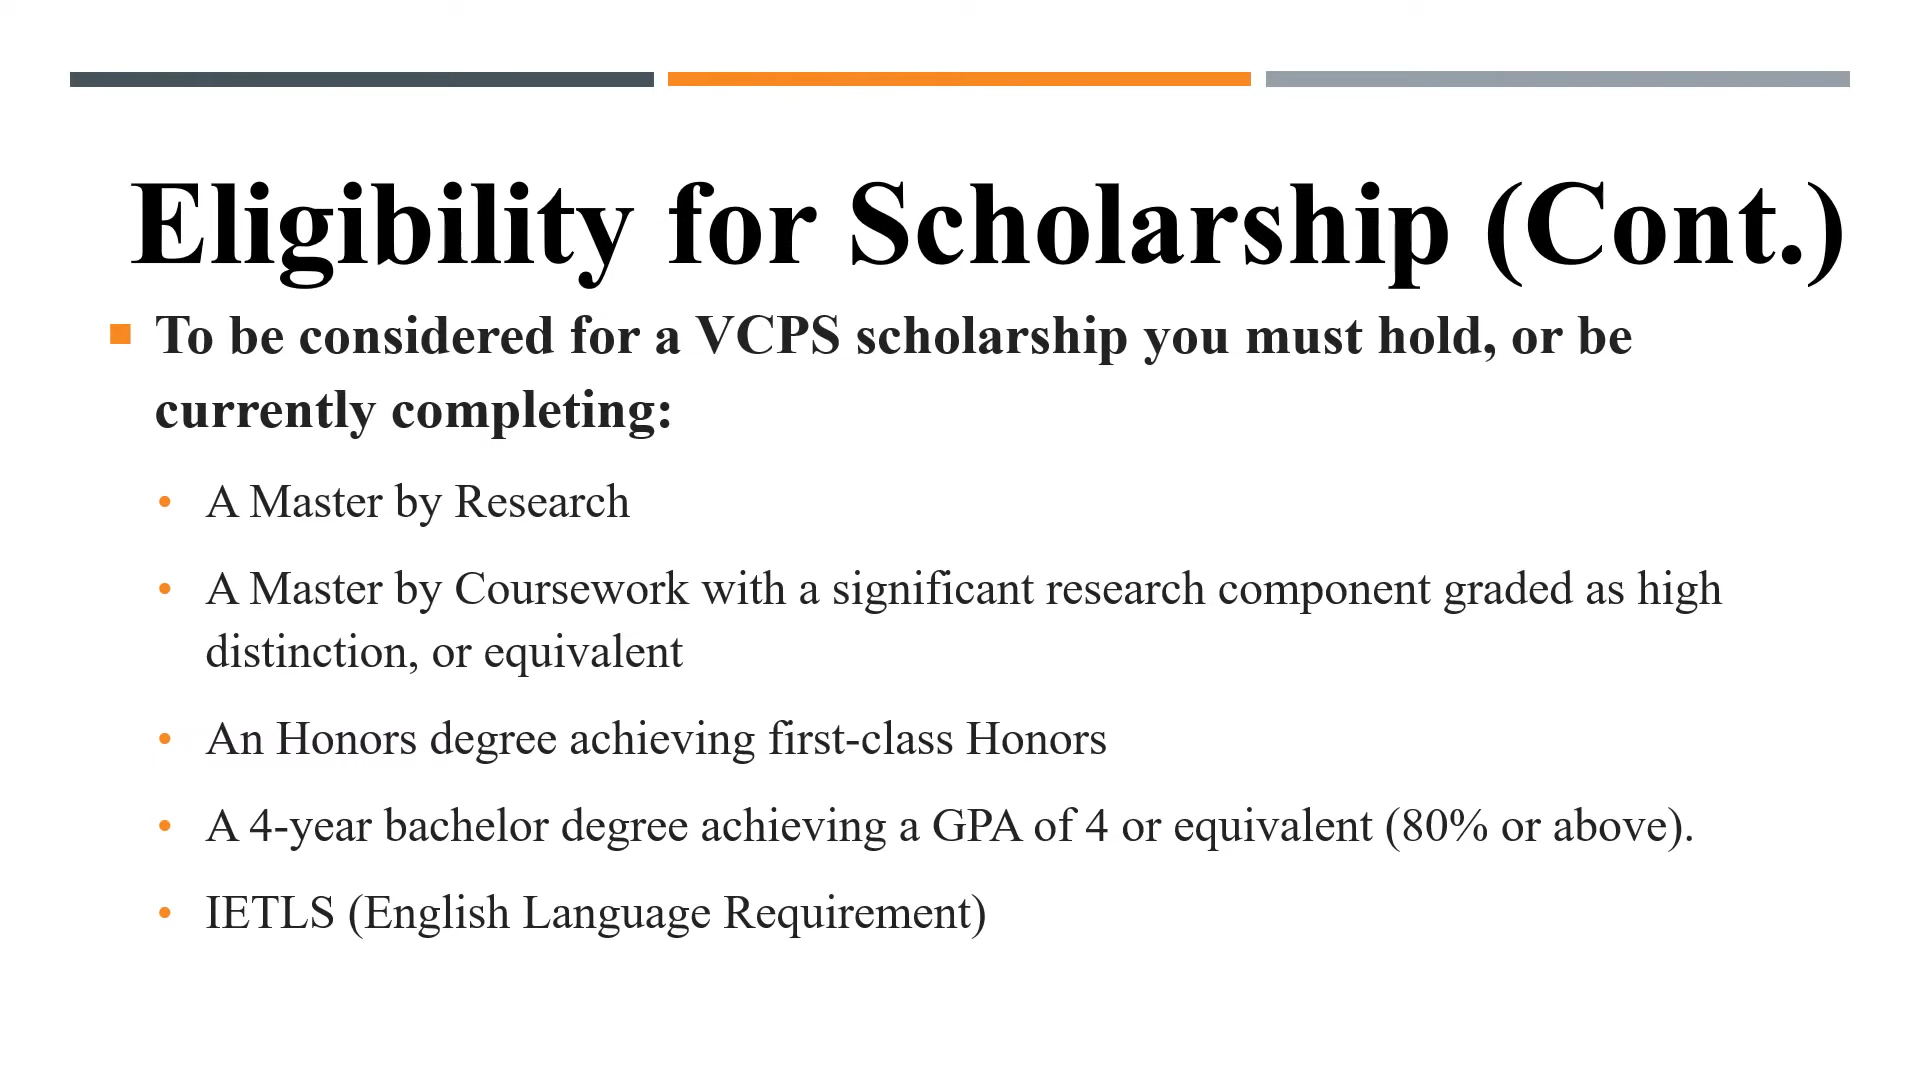 Eligibility for Scholarship (Cont.)
To be considered for a VCPS scholarship you must hold, or be
currently completing:
• A Master by Research
• A Master by Coursework with a significant research component graded as high
distinction, or equivalent
• An Honors degree achieving first-class Honors
• A 4-year bachelor degree achieving a GPA of 4 or equivalent (80% or above).
• IETLS (English Language Requirement)